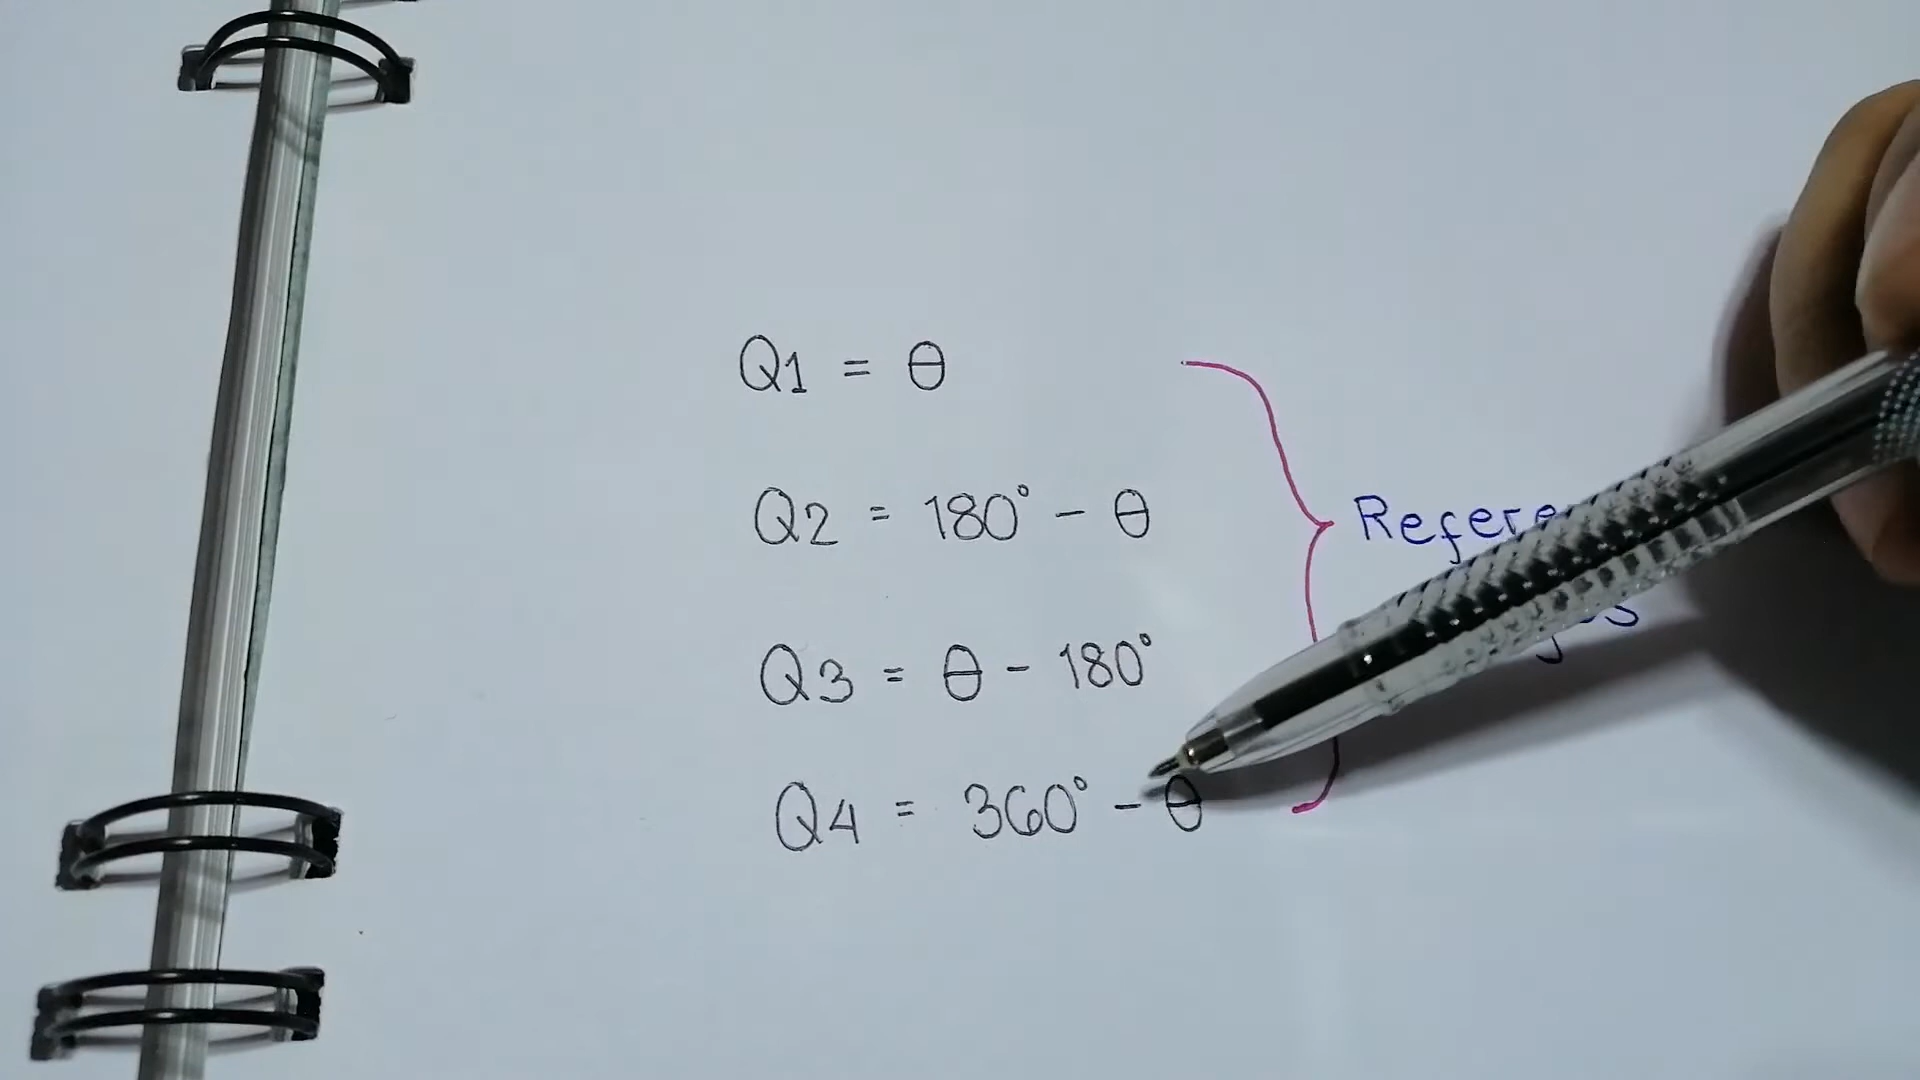 Q1 = θ
Q2 = 180° - θ
Q3 = θ - 180°
Q4 = 360° - θ